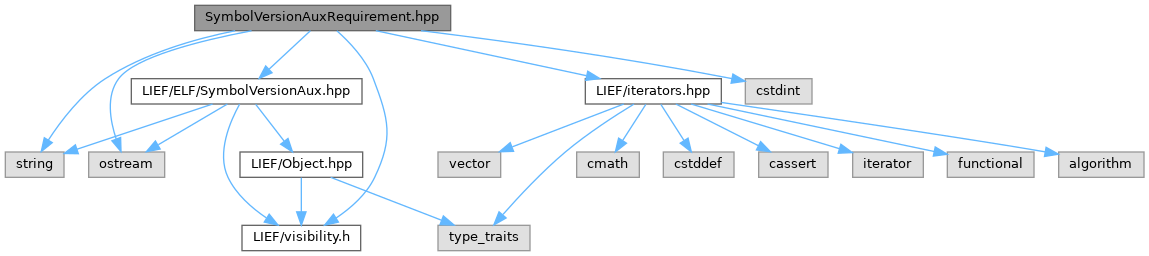 SymbolVersionAuxRequirement.hpp
LIEF/ELF/SymbolVersionAux.hpp
LIEF/iterators.hpp
cstdint
string
ostream
LIEF/Object.hpp
vector
cmath
cstddef
cassert
iterator
functional
algorithm
LIEF/visibility.h
type_traits